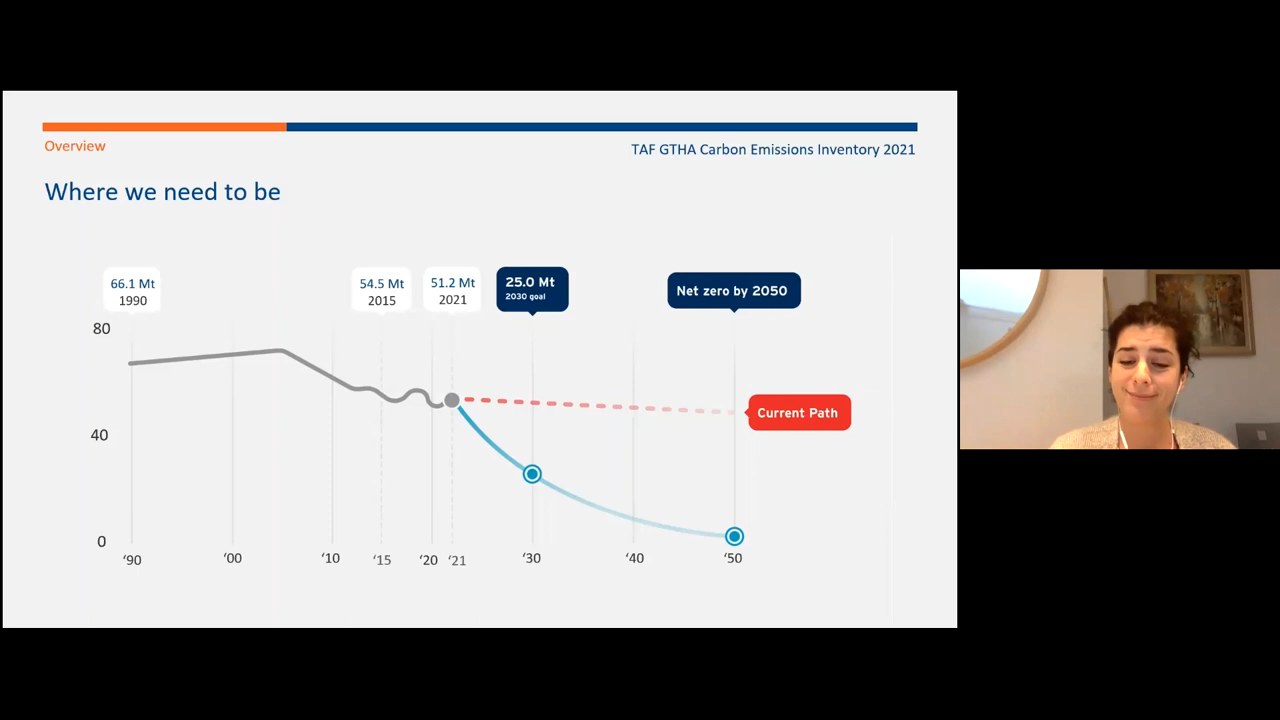 Overview
TAF GTHA Carbon Emissions Inventory 2021
Where we need to be
66.1 Mt
1990
54.5 Mt
2015
51.2 Mt
2021
25.0 Mt
2030 goal
Net zero by 2050
80
40
0
Current Path
‘90
‘00
‘10
‘15
‘20
‘21
‘30
‘40
‘50